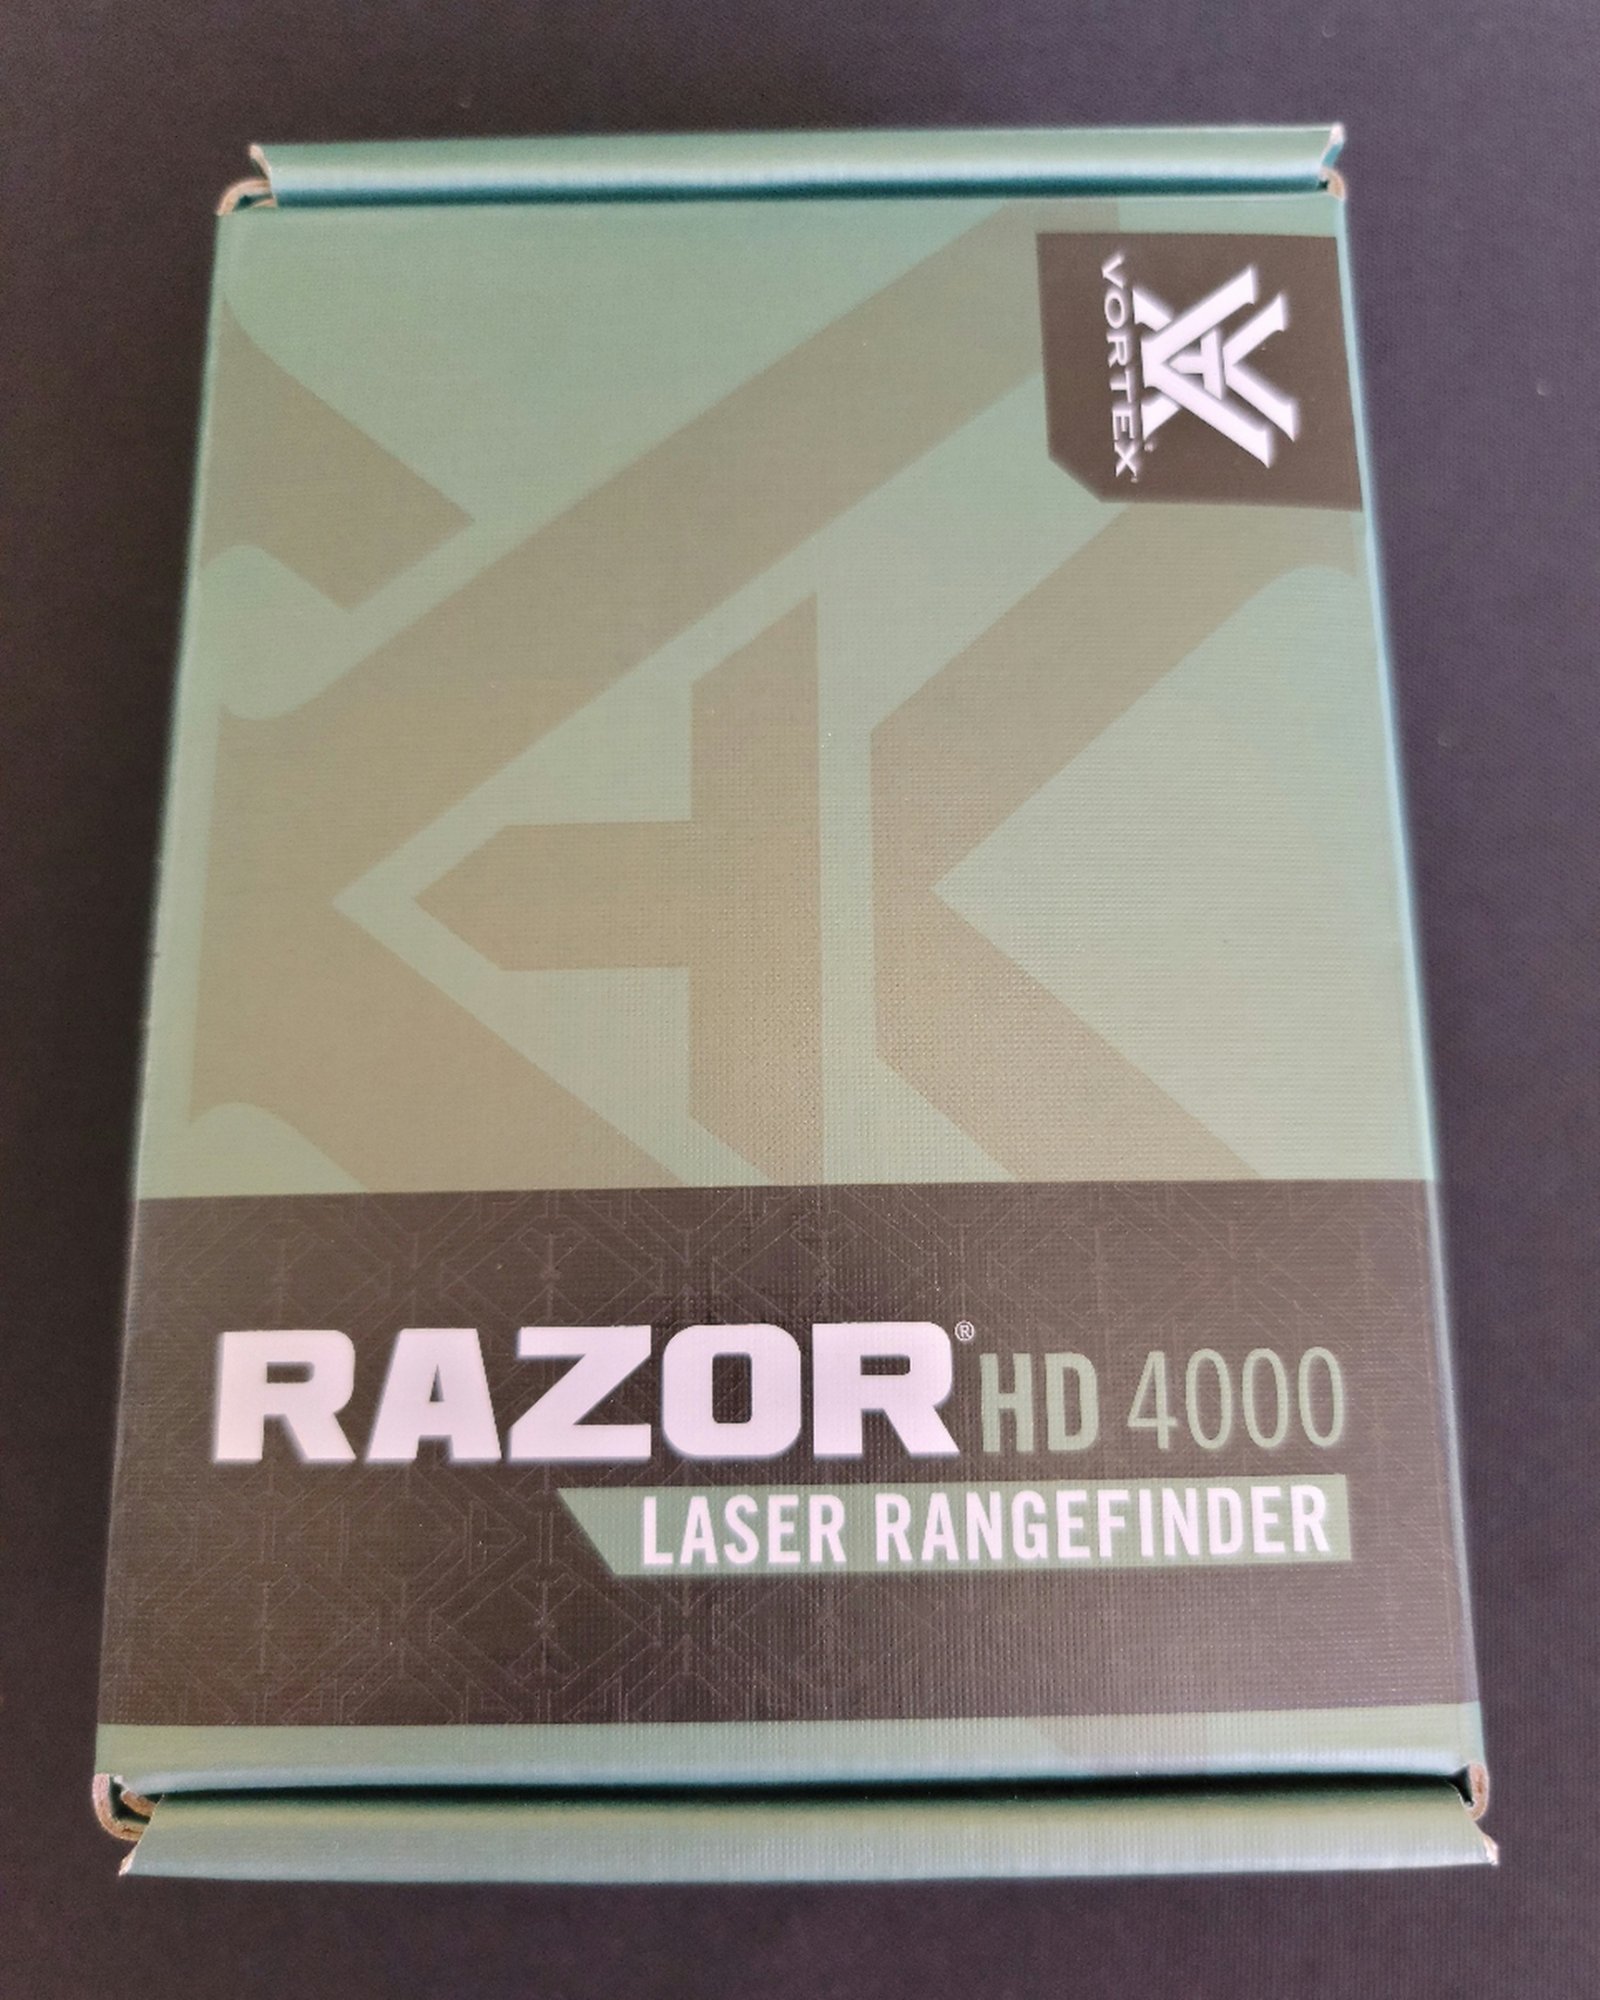 VORTEX
RAZOR® HD 4000
LASER RANGEFINDER